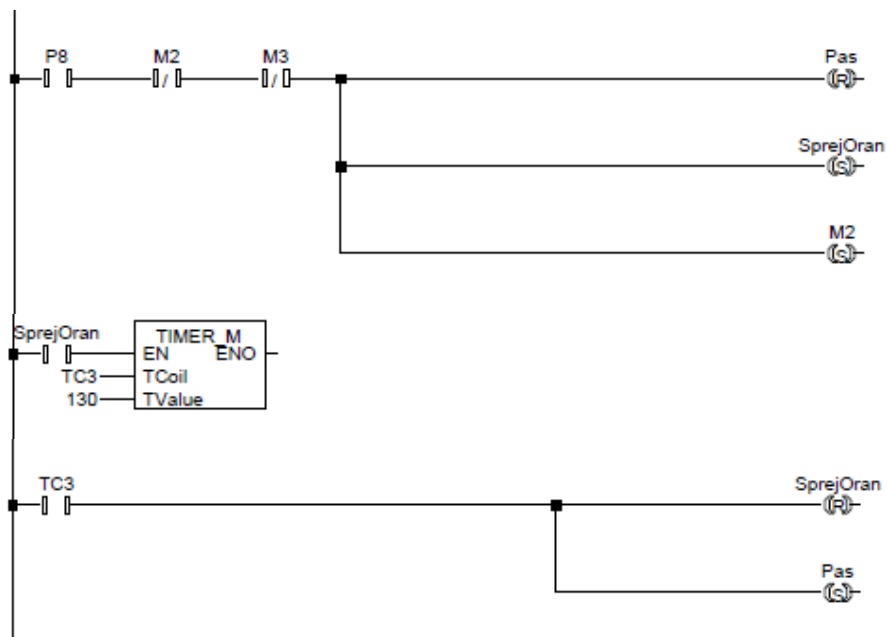 P8 M2 M3 Pas
/ / R
SprejOran
S
M2
S
SprejOran
TIMER_M
EN ENO
TC3 TCoil
130 TValue
TC3 SprejOran
R
Pas
S